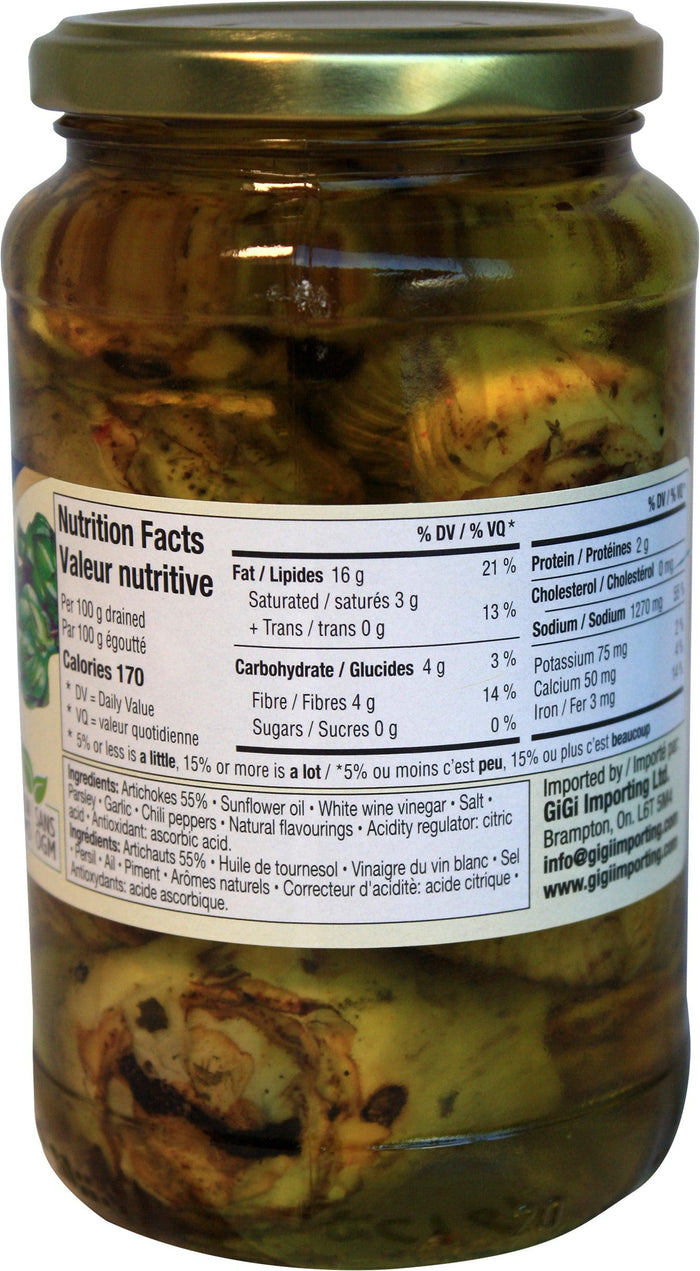 Nutrition Facts
Valeur nutritive
Per 100 g drained
Par 100 g égoutté
Calories 170
* DV = Daily Value
* VQ = valeur quotidienne
% DV / % VQ*
Fat / Lipides 16 g 21 %
Saturated / saturés 3 g
+ Trans / trans 0 g 13 %
Carbohydrate / Glucides 4 g 3 %
Fibre / Fibres 4 g 14 %
Sugars / Sucres 0 g 0 %
% DV / % VQ*
Protein / Protéines 2 g
Cholesterol / Cholestérol 0 mg
Sodium / Sodium 1270 mg 55 %
Potassium 75 mg 2 %
Calcium 50 mg 4 %
Iron / Fer 3 mg 14 %
* 5% or less is a little, 15% or more is a lot / *5% ou moins c'est peu, 15% ou plus c'est beaucoup
Ingredients: Artichokes 55% • Sunflower oil • White wine vinegar • Salt •
Parsley • Garlic • Chili peppers • Natural flavourings • Acidity regulator: citric
acid • Antioxidant: ascorbic acid.
Ingrédients: Artichauts 55% • Huile de tournesol • Vinaigre du vin blanc • Sel
• Persil • Ail • Piment • Arômes naturels • Correcteur d'acidité: acide citrique •
Antioxydants: acide ascorbique.
Imported by / Importé par:
GiGi Importing Ltd.
Brampton, On. L6T 5M4
info@gigiimporting.com
www.gigiimporting.com
SANS
OGM